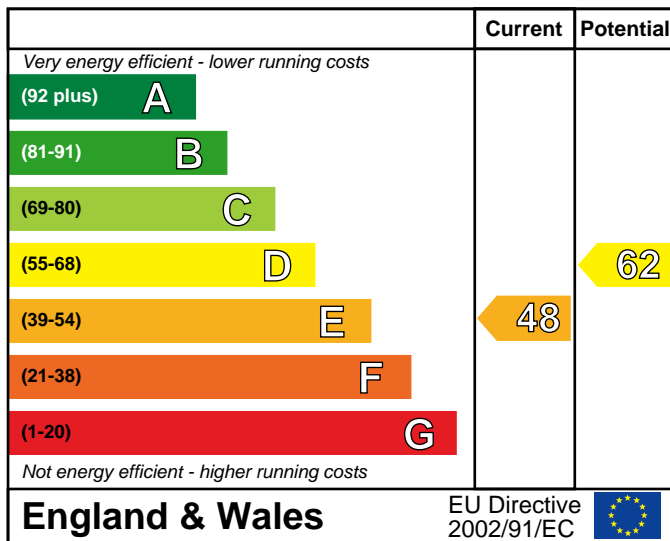 Current Potential
Very energy efficient - lower running costs
(92 plus) A
(81-91) B
(69-80) C
(55-68) D 62
(39-54) E 48
(21-38) F
(1-20) G
Not energy efficient - higher running costs
England & Wales
EU Directive
2002/91/EC